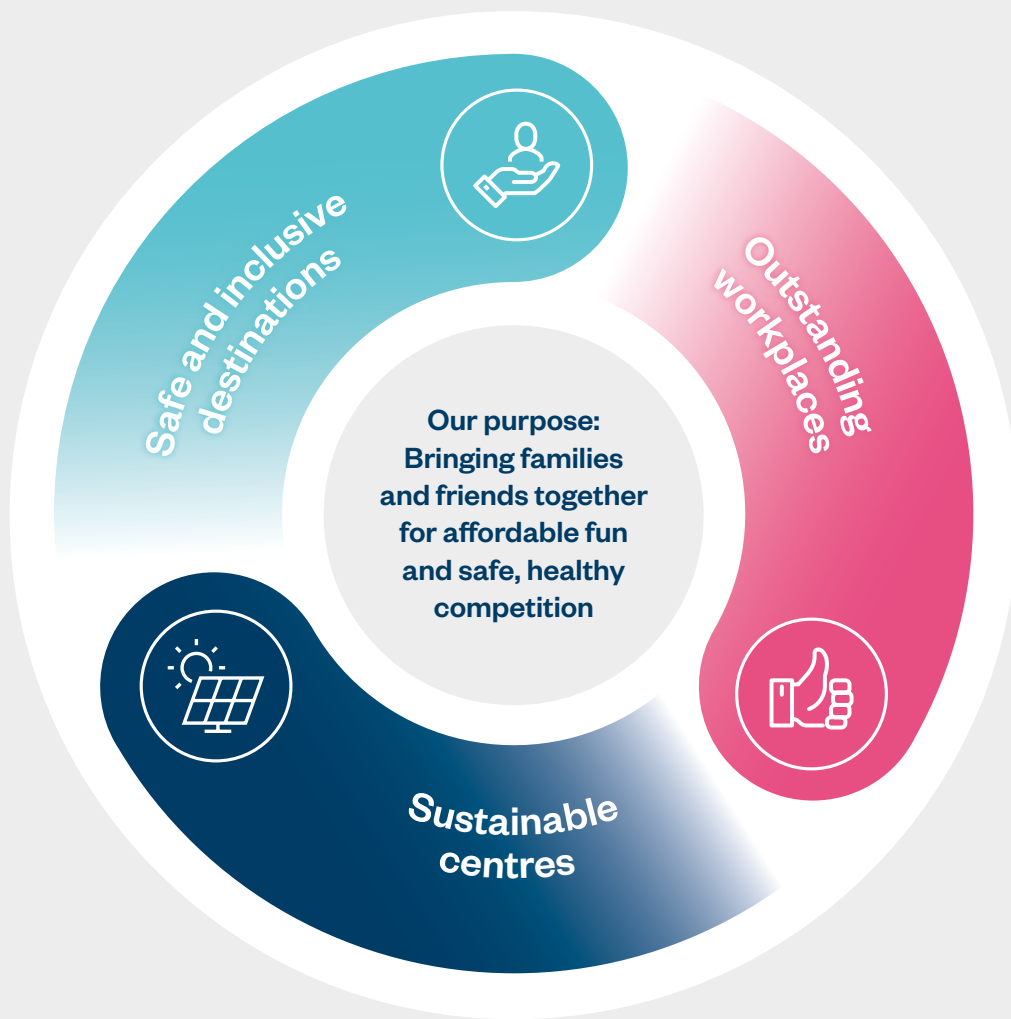 Safe and inclusive
destinations
Outstanding
workplaces
Our purpose:
Bringing families
and friends together
for affordable fun
and safe, healthy
competition
Sustainable
centres